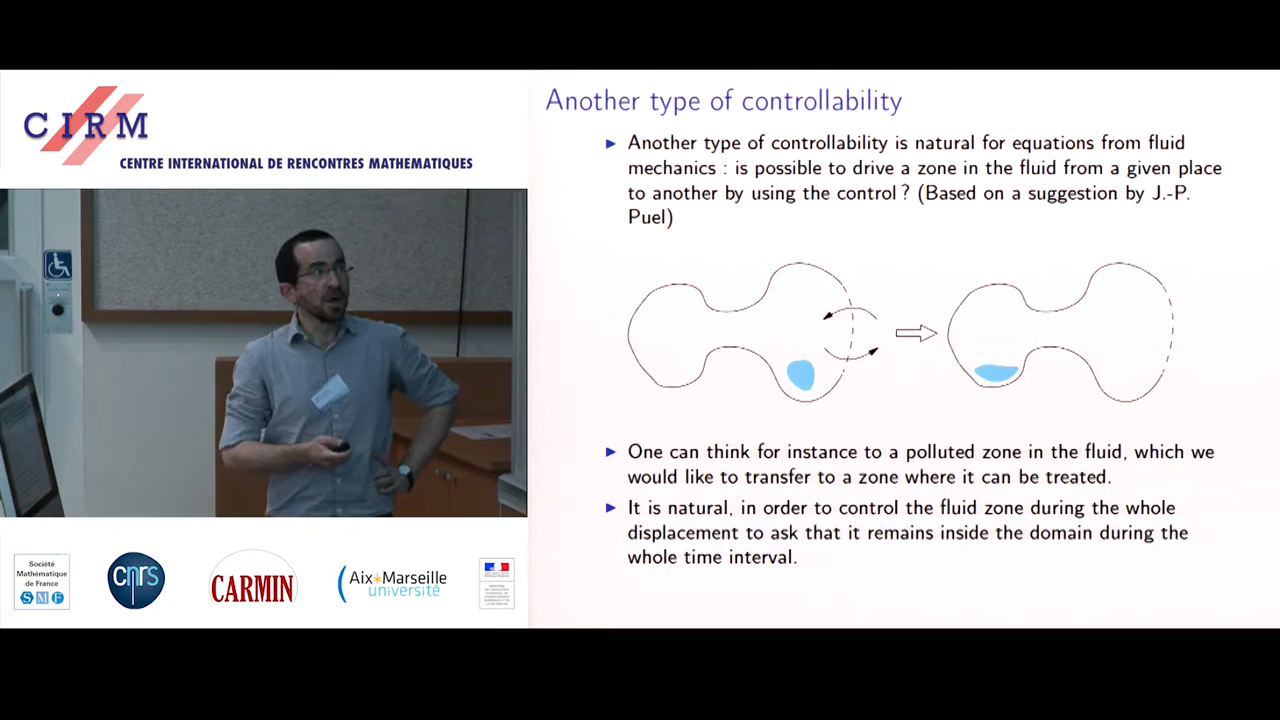 CIRM
CENTRE INTERNATIONAL DE RENCONTRES MATHEMATIQUES
Another type of controllability
Another type of controllability is natural for equations from fluid
mechanics : is possible to drive a zone in the fluid from a given place
to another by using the control ? (Based on a suggestion by J.-P.
Puel)
One can think for instance to a polluted zone in the fluid, which we
would like to transfer to a zone where it can be treated.
It is natural, in order to control the fluid zone during the whole
displacement to ask that it remains inside the domain during the
whole time interval.
Société
Mathématique
de France
SMF
cnrs
CARMIN
Aix*Marseille
université